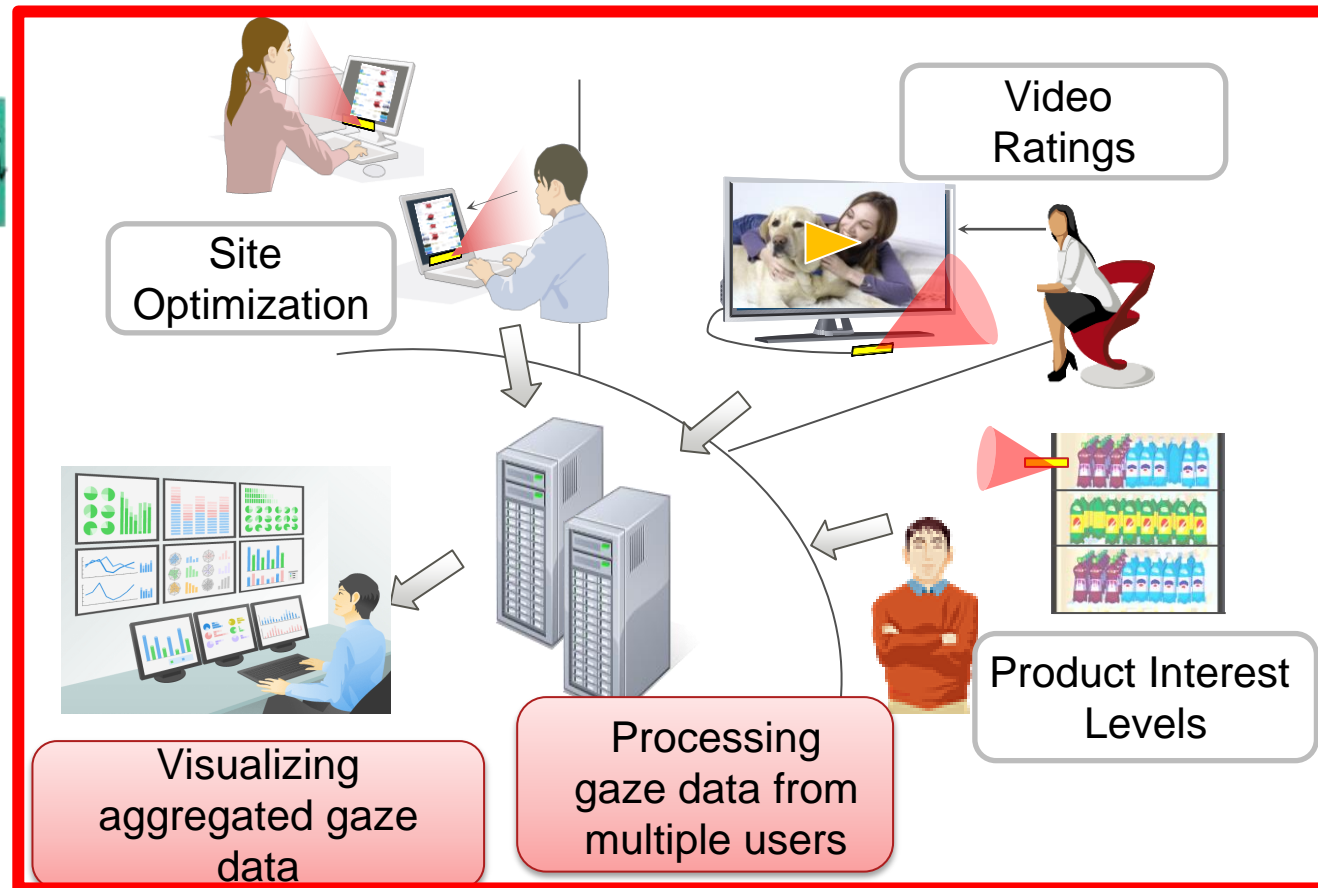 Video
Ratings
Site
Optimization
Product Interest
Levels
Processing
gaze data from
multiple users
Visualizing
aggregated gaze
data